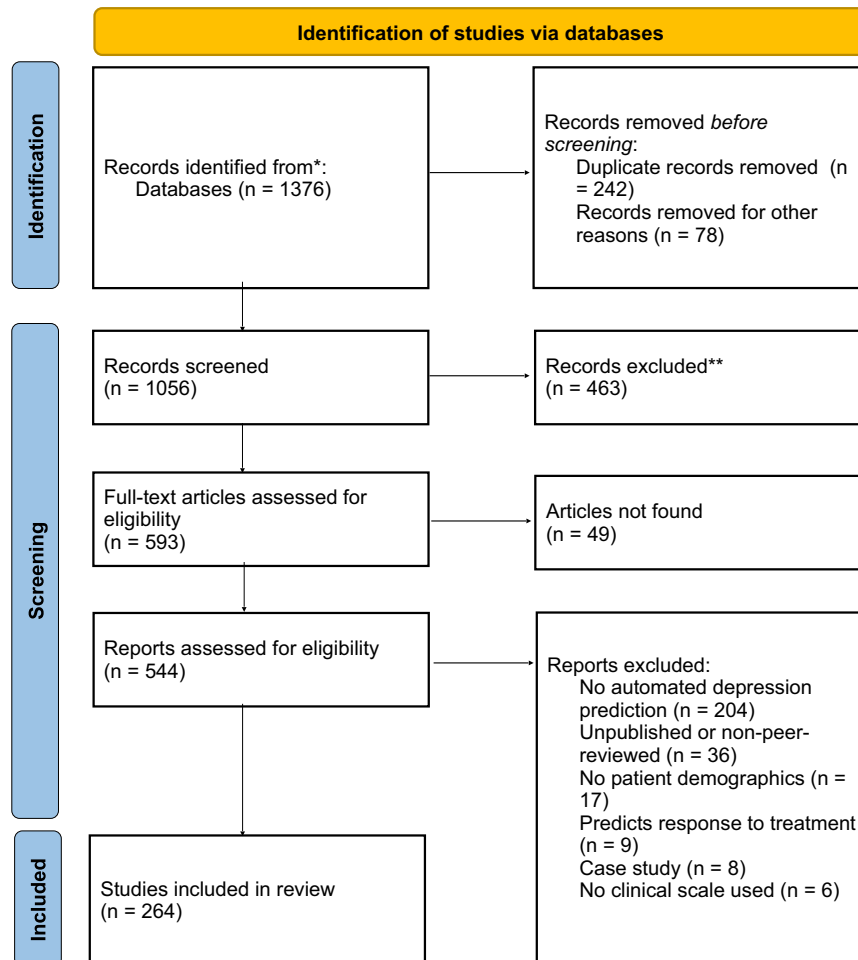 Identification of studies via databases
Identification
Records identified from*:
Databases (n = 1376)
Records removed before
screening:
Duplicate records removed (n
= 242)
Records removed for other
reasons (n = 78)
Screening
Records screened
(n = 1056)
Records excluded**
(n = 463)
Full-text articles assessed for
eligibility
(n = 593)
Articles not found
(n = 49)
Reports assessed for eligibility
(n = 544)
Reports excluded:
No automated depression
prediction (n = 204)
Unpublished or non-peer-
reviewed (n = 36)
No patient demographics (n =
17)
Predicts response to treatment
(n = 9)
Case study (n = 8)
No clinical scale used (n = 6)
Included
Studies included in review
(n = 264)